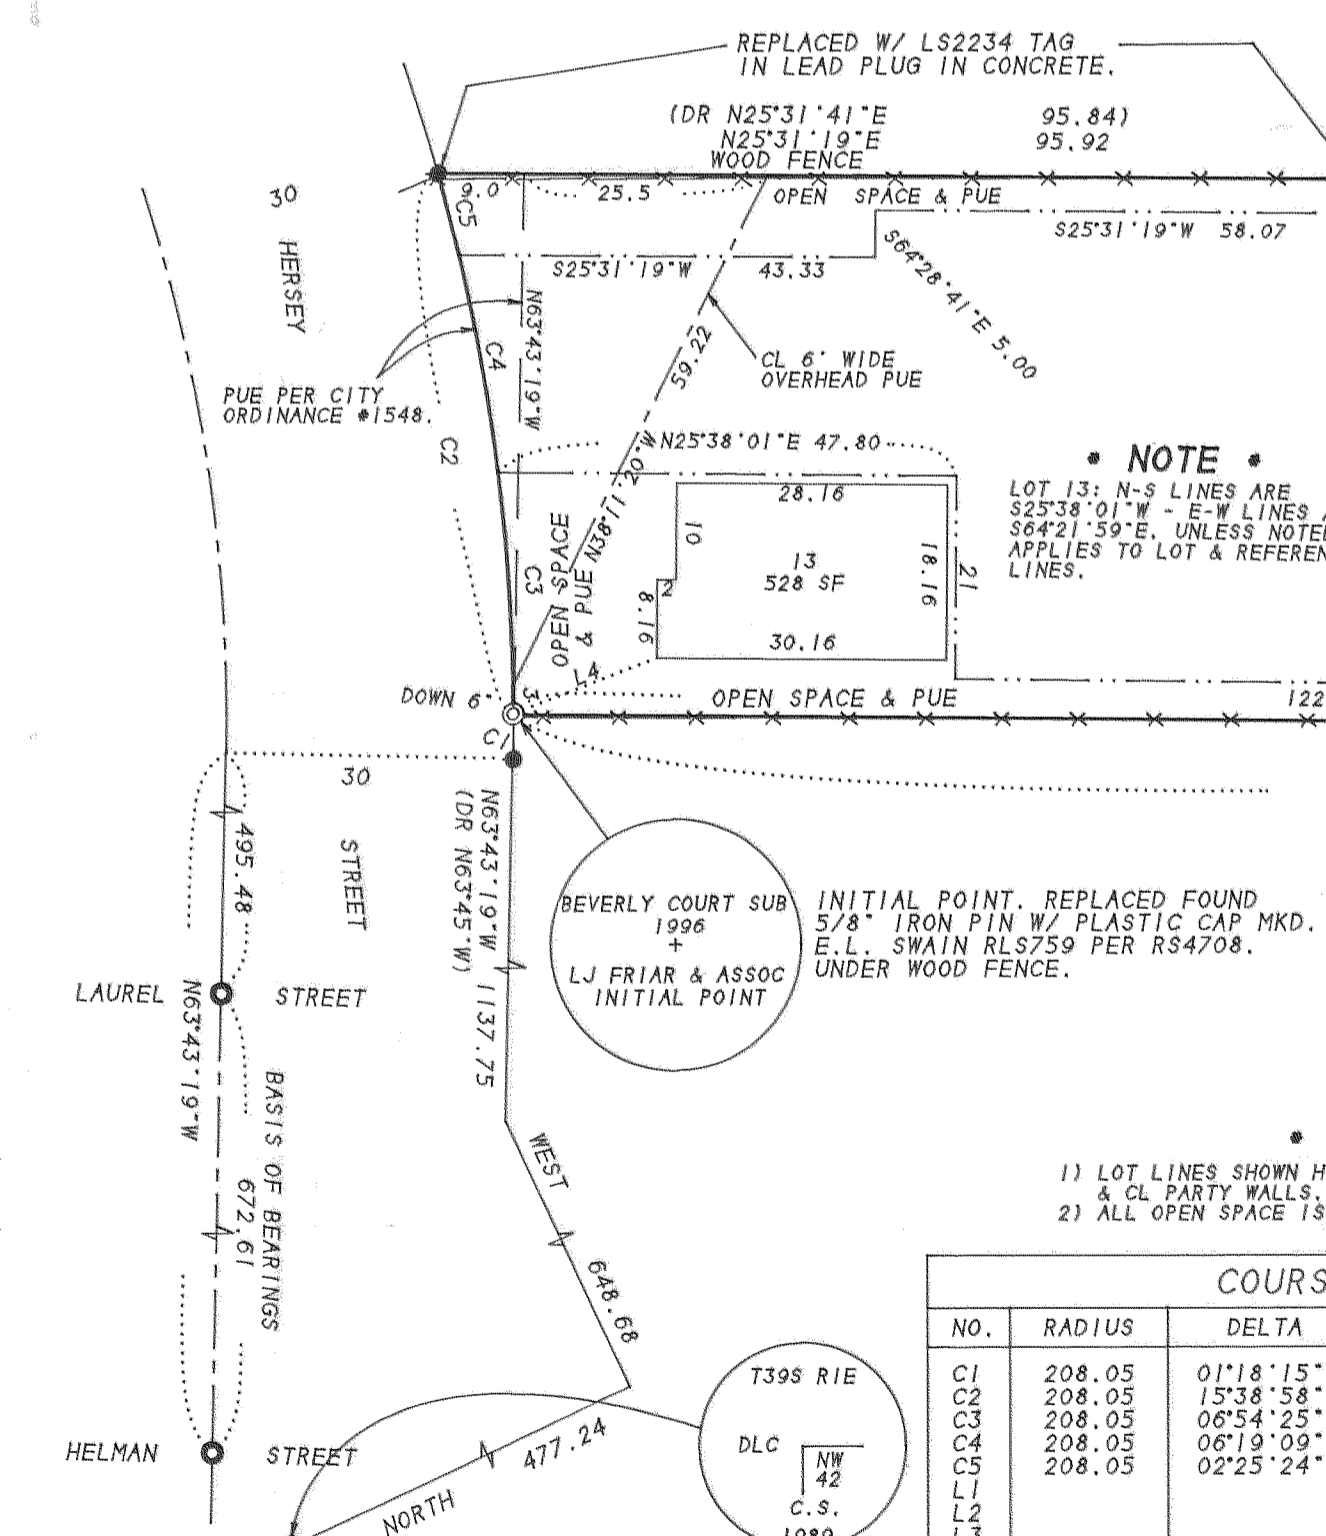 REPLACED W/ LS2234 TAG
IN LEAD PLUG IN CONCRETE.
(DR N25°31'41"E 95.84)
N25°31'19"E 95.92
WOOD FENCE
9.0
25.5
OPEN SPACE & PUE
C5
30
HERSEY
S25°31'19"W 58.07
S25°31'19"W 43.33
S64°28'41"E 5.00
N63°43'19"W
C4
59.22
CL 6' WIDE
OVERHEAD PUE
PUE PER CITY
ORDINANCE #1548.
C2
N25°38'01"E 47.80
N38°11'20"W
• NOTE •
LOT 13: N-S LINES ARE
S25°38'01"W - E-W LINES
S64°21'59"E. UNLESS
APPLIES TO LOT &
LINES.
28.16
10
13
528 SF
18.16
21
2
8.16
30.16
C3
OPEN SPACE
& PUE
L4
3
DOWN 6"
OPEN SPACE & PUE
122
C1
30
STREET
495.48
N63°43'19"W 1137.75
(DR N63°45'W)
BEVERLY COURT SUB
1996
+
LJ FRIAR & ASSOC
INITIAL POINT
INITIAL POINT. REPLACED FOUND
5/8" IRON PIN W/ PLASTIC CAP MKD.
E.L. SWAIN RLS759 PER RS4708.
UNDER WOOD FENCE.
LAUREL STREET
N63°43'19"W
BASIS OF BEARINGS
672.61
WEST
648.68
1) LOT LINES SHOWN
& CL PARTY WALLS.
2) ALL OPEN SPACE IS
COURS
NO. RADIUS DELTA
C1 208.05 01°18'15"
C2 208.05 15°38'58"
C3 208.05 06°54'25"
C4 208.05 06°19'09"
C5 208.05 02°25'24"
L1
L2
L3
T39S R1E
DLC
NW
42
C.S.
HELMAN STREET
477.24
NORTH